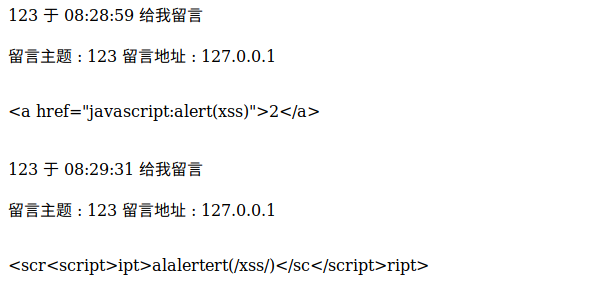 123 于 08:28:59 给我留言
留言主题 : 123 留言地址 : 127.0.0.1
<a href="javascript:alert(xss)">2</a>
123 于 08:29:31 给我留言
留言主题 : 123 留言地址 : 127.0.0.1
<scr<script>ipt>alalertert(/xss/)</sc</script>ript>